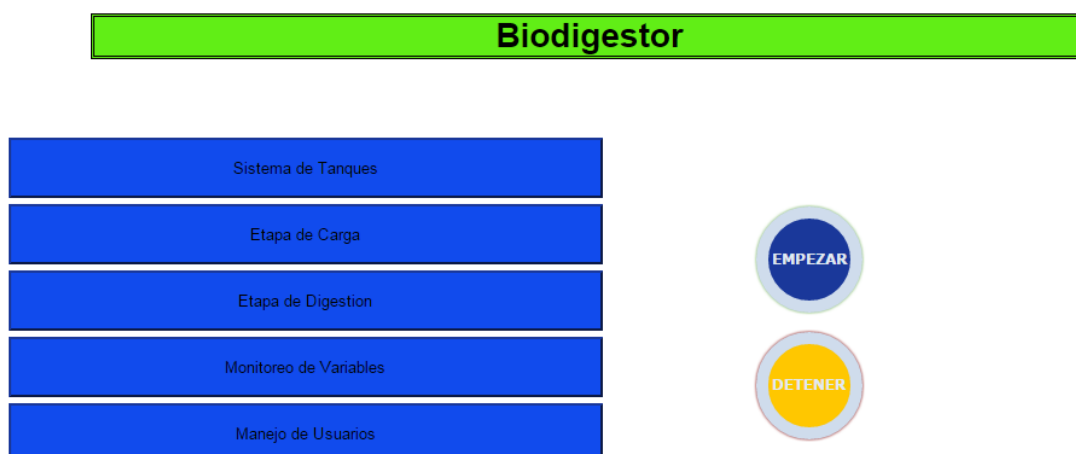 Biodigestor
Sistema de Tanques
Etapa de Carga
Etapa de Digestion
Monitoreo de Variables
Manejo de Usuarios
EMPEZAR
DETENER